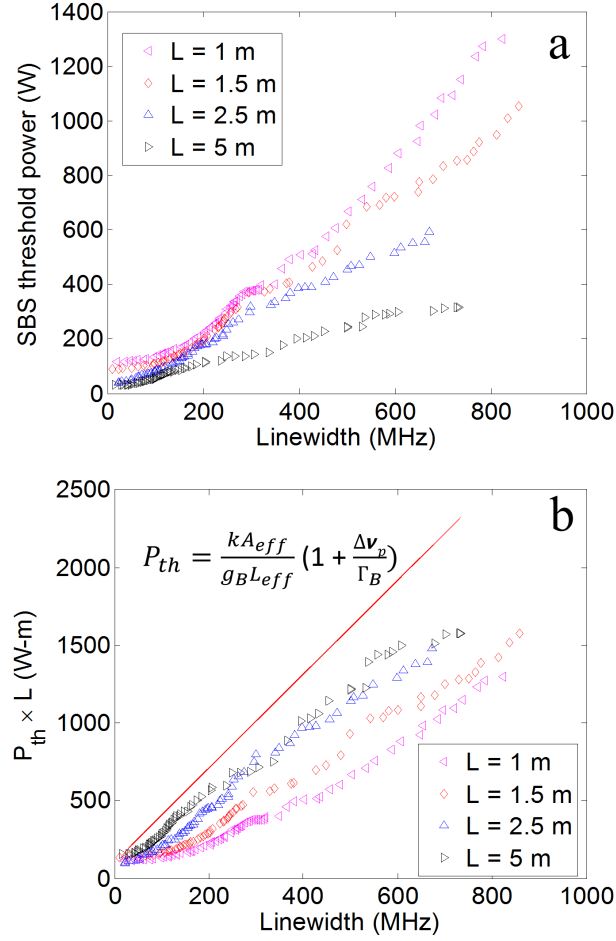 a
1400
1200
1000
800
600
400
200
0
SBS threshold power (W)
L = 1 m
L = 1.5 m
L = 2.5 m
L = 5 m
0 200 400 600 800 1000
Linewidth (MHz)
b
2500
2000
1500
1000
500
0
P_th × L (W-m)
P_th = kA_eff / g_B L_eff (1 + Δν_p / Γ_B)
L = 1 m
L = 1.5 m
L = 2.5 m
L = 5 m
0 200 400 600 800 1000
Linewidth (MHz)